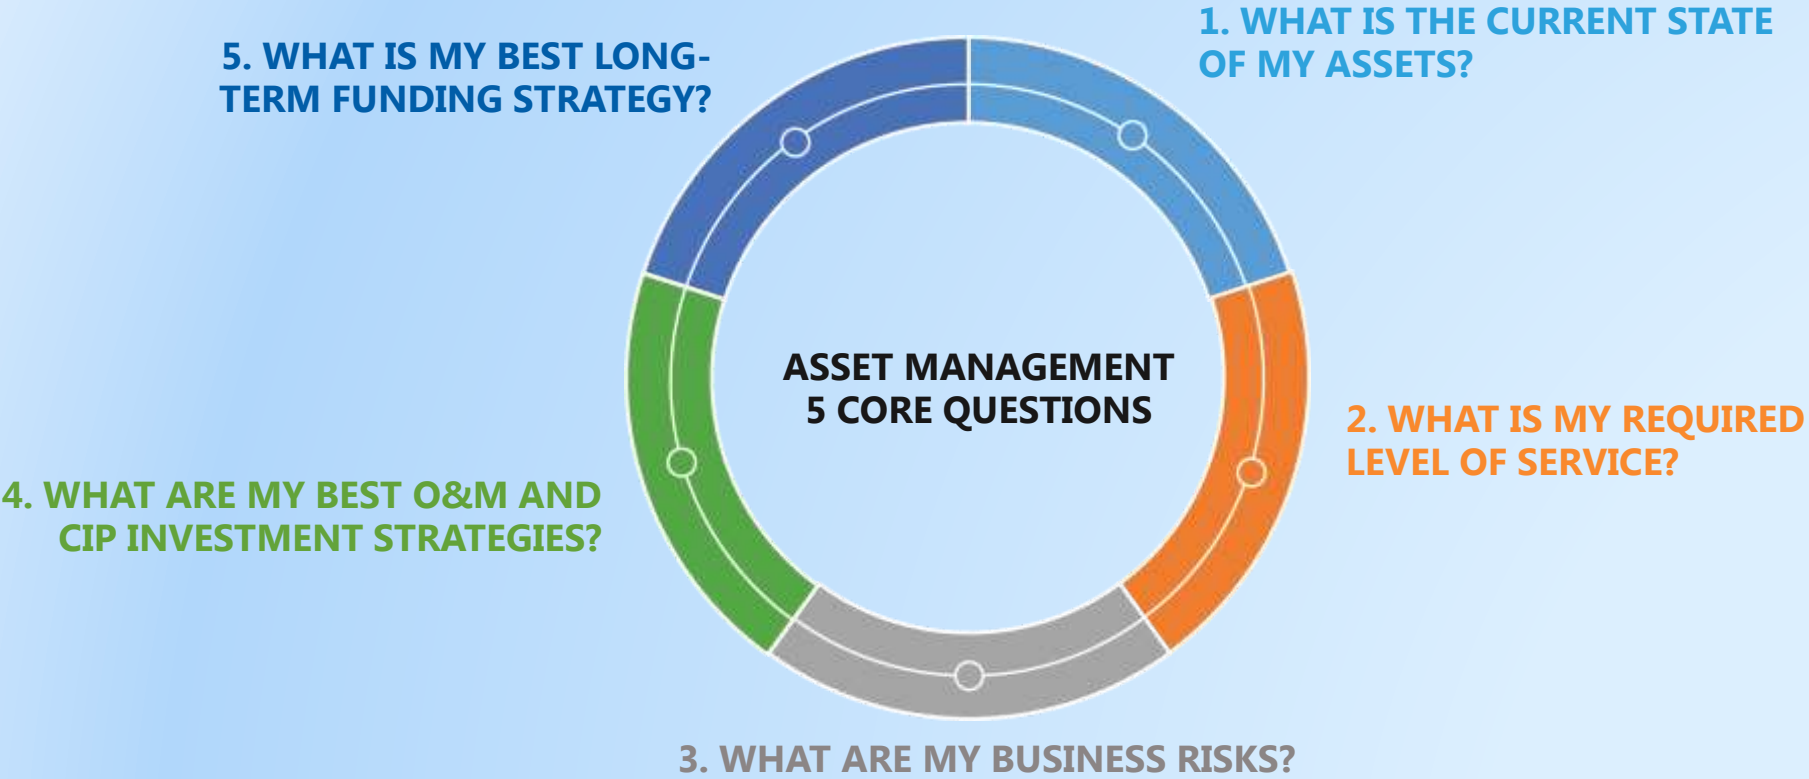 1. WHAT IS THE CURRENT STATE
OF MY ASSETS?
5. WHAT IS MY BEST LONG-
TERM FUNDING STRATEGY?
ASSET MANAGEMENT
5 CORE QUESTIONS
2. WHAT IS MY REQUIRED
LEVEL OF SERVICE?
4. WHAT ARE MY BEST O&M AND
CIP INVESTMENT STRATEGIES?
3. WHAT ARE MY BUSINESS RISKS?